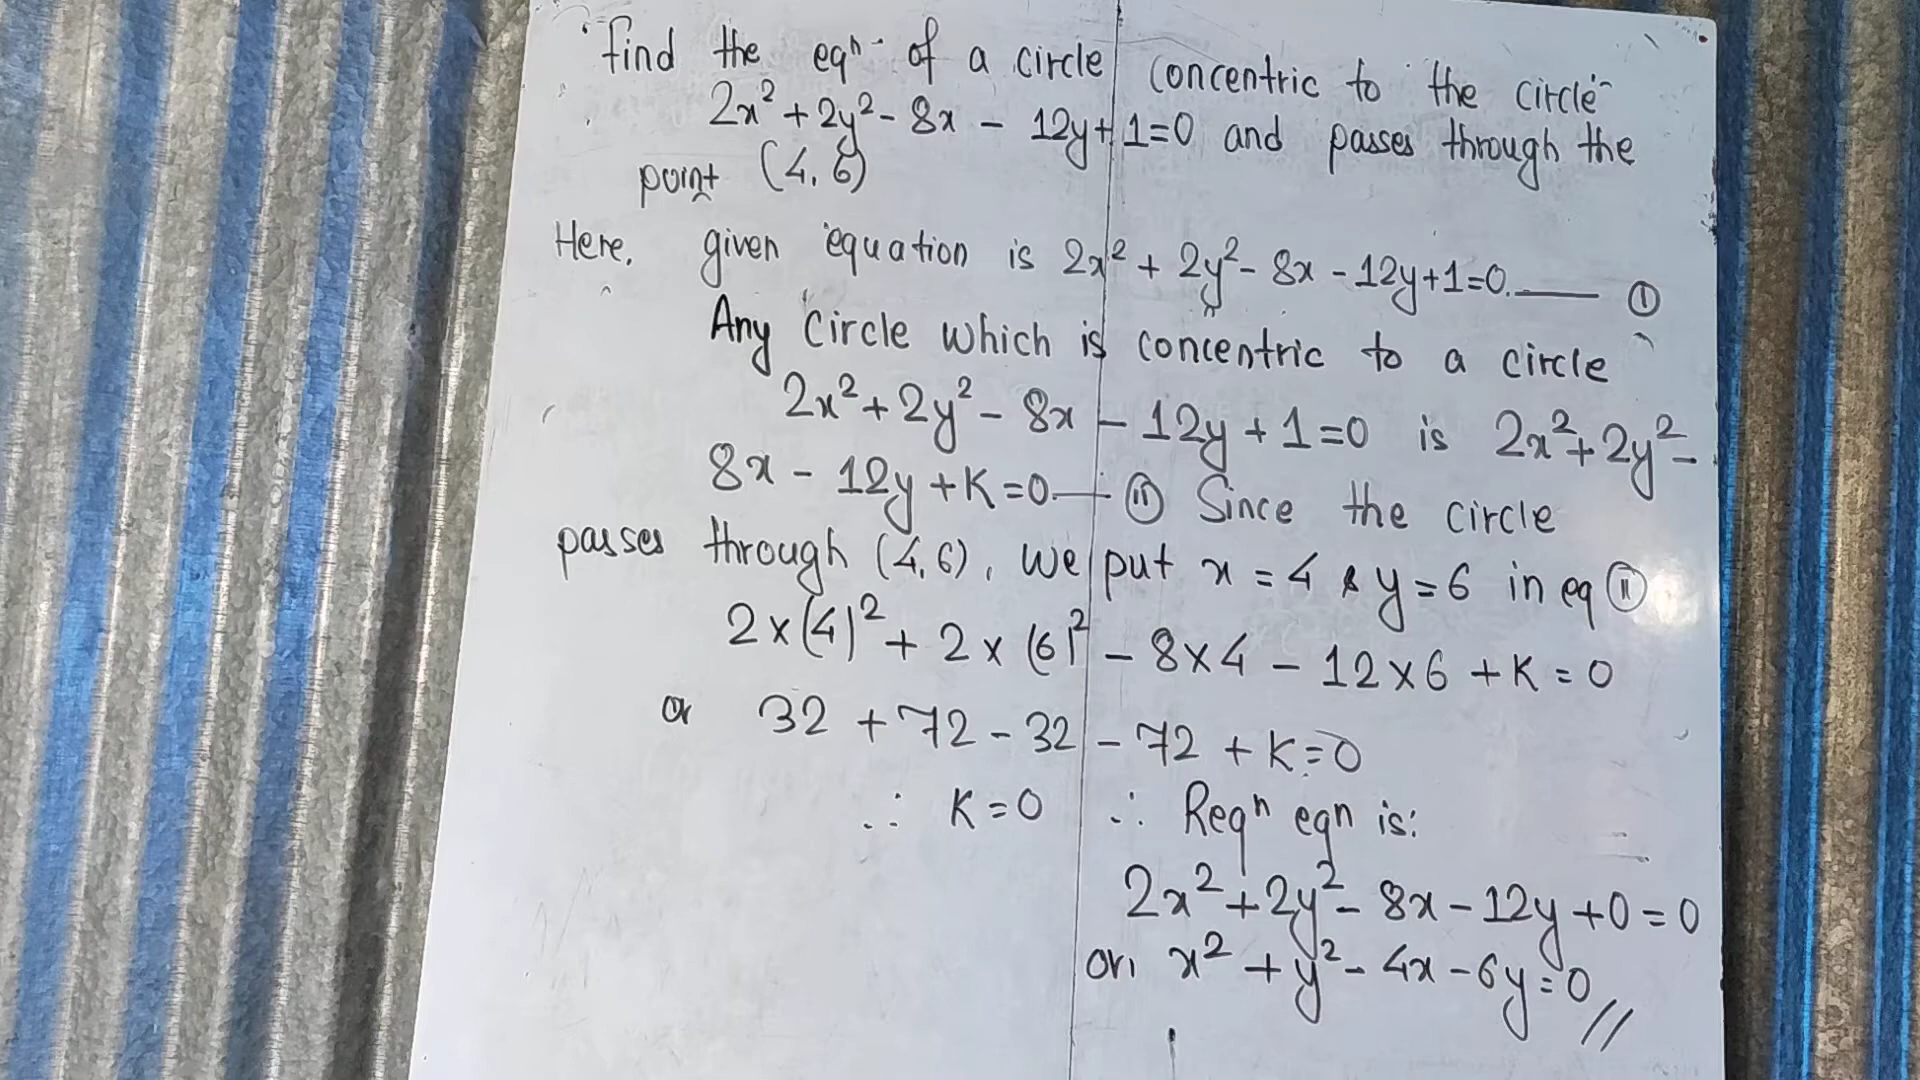 find the eqn of a circle concentric to the circle
2x² + 2y² - 8x - 12y + 1=0 and passes through the
point (4, 6)
Here, given equation is 2x² + 2y² - 8x - 12y+1=0. —— (i)
Any circle which is concentric to a circle
2x² + 2y² - 8x - 12y + 1=0 is 2x² + 2y² -
8x - 12y + K=0. — (ii) Since the circle
passes through (4,6), we put x = 4 & y = 6 in eq (ii)
2 × (4)² + 2 × (6)² - 8×4 - 12×6 + K = 0
or 32 + 72 - 32 - 72 + K = 0
∴ K = 0 ∴ Reqn eqn is:
2x² + 2y² - 8x - 12y + 0 = 0
or, x² + y² - 4x - 6y = 0 //